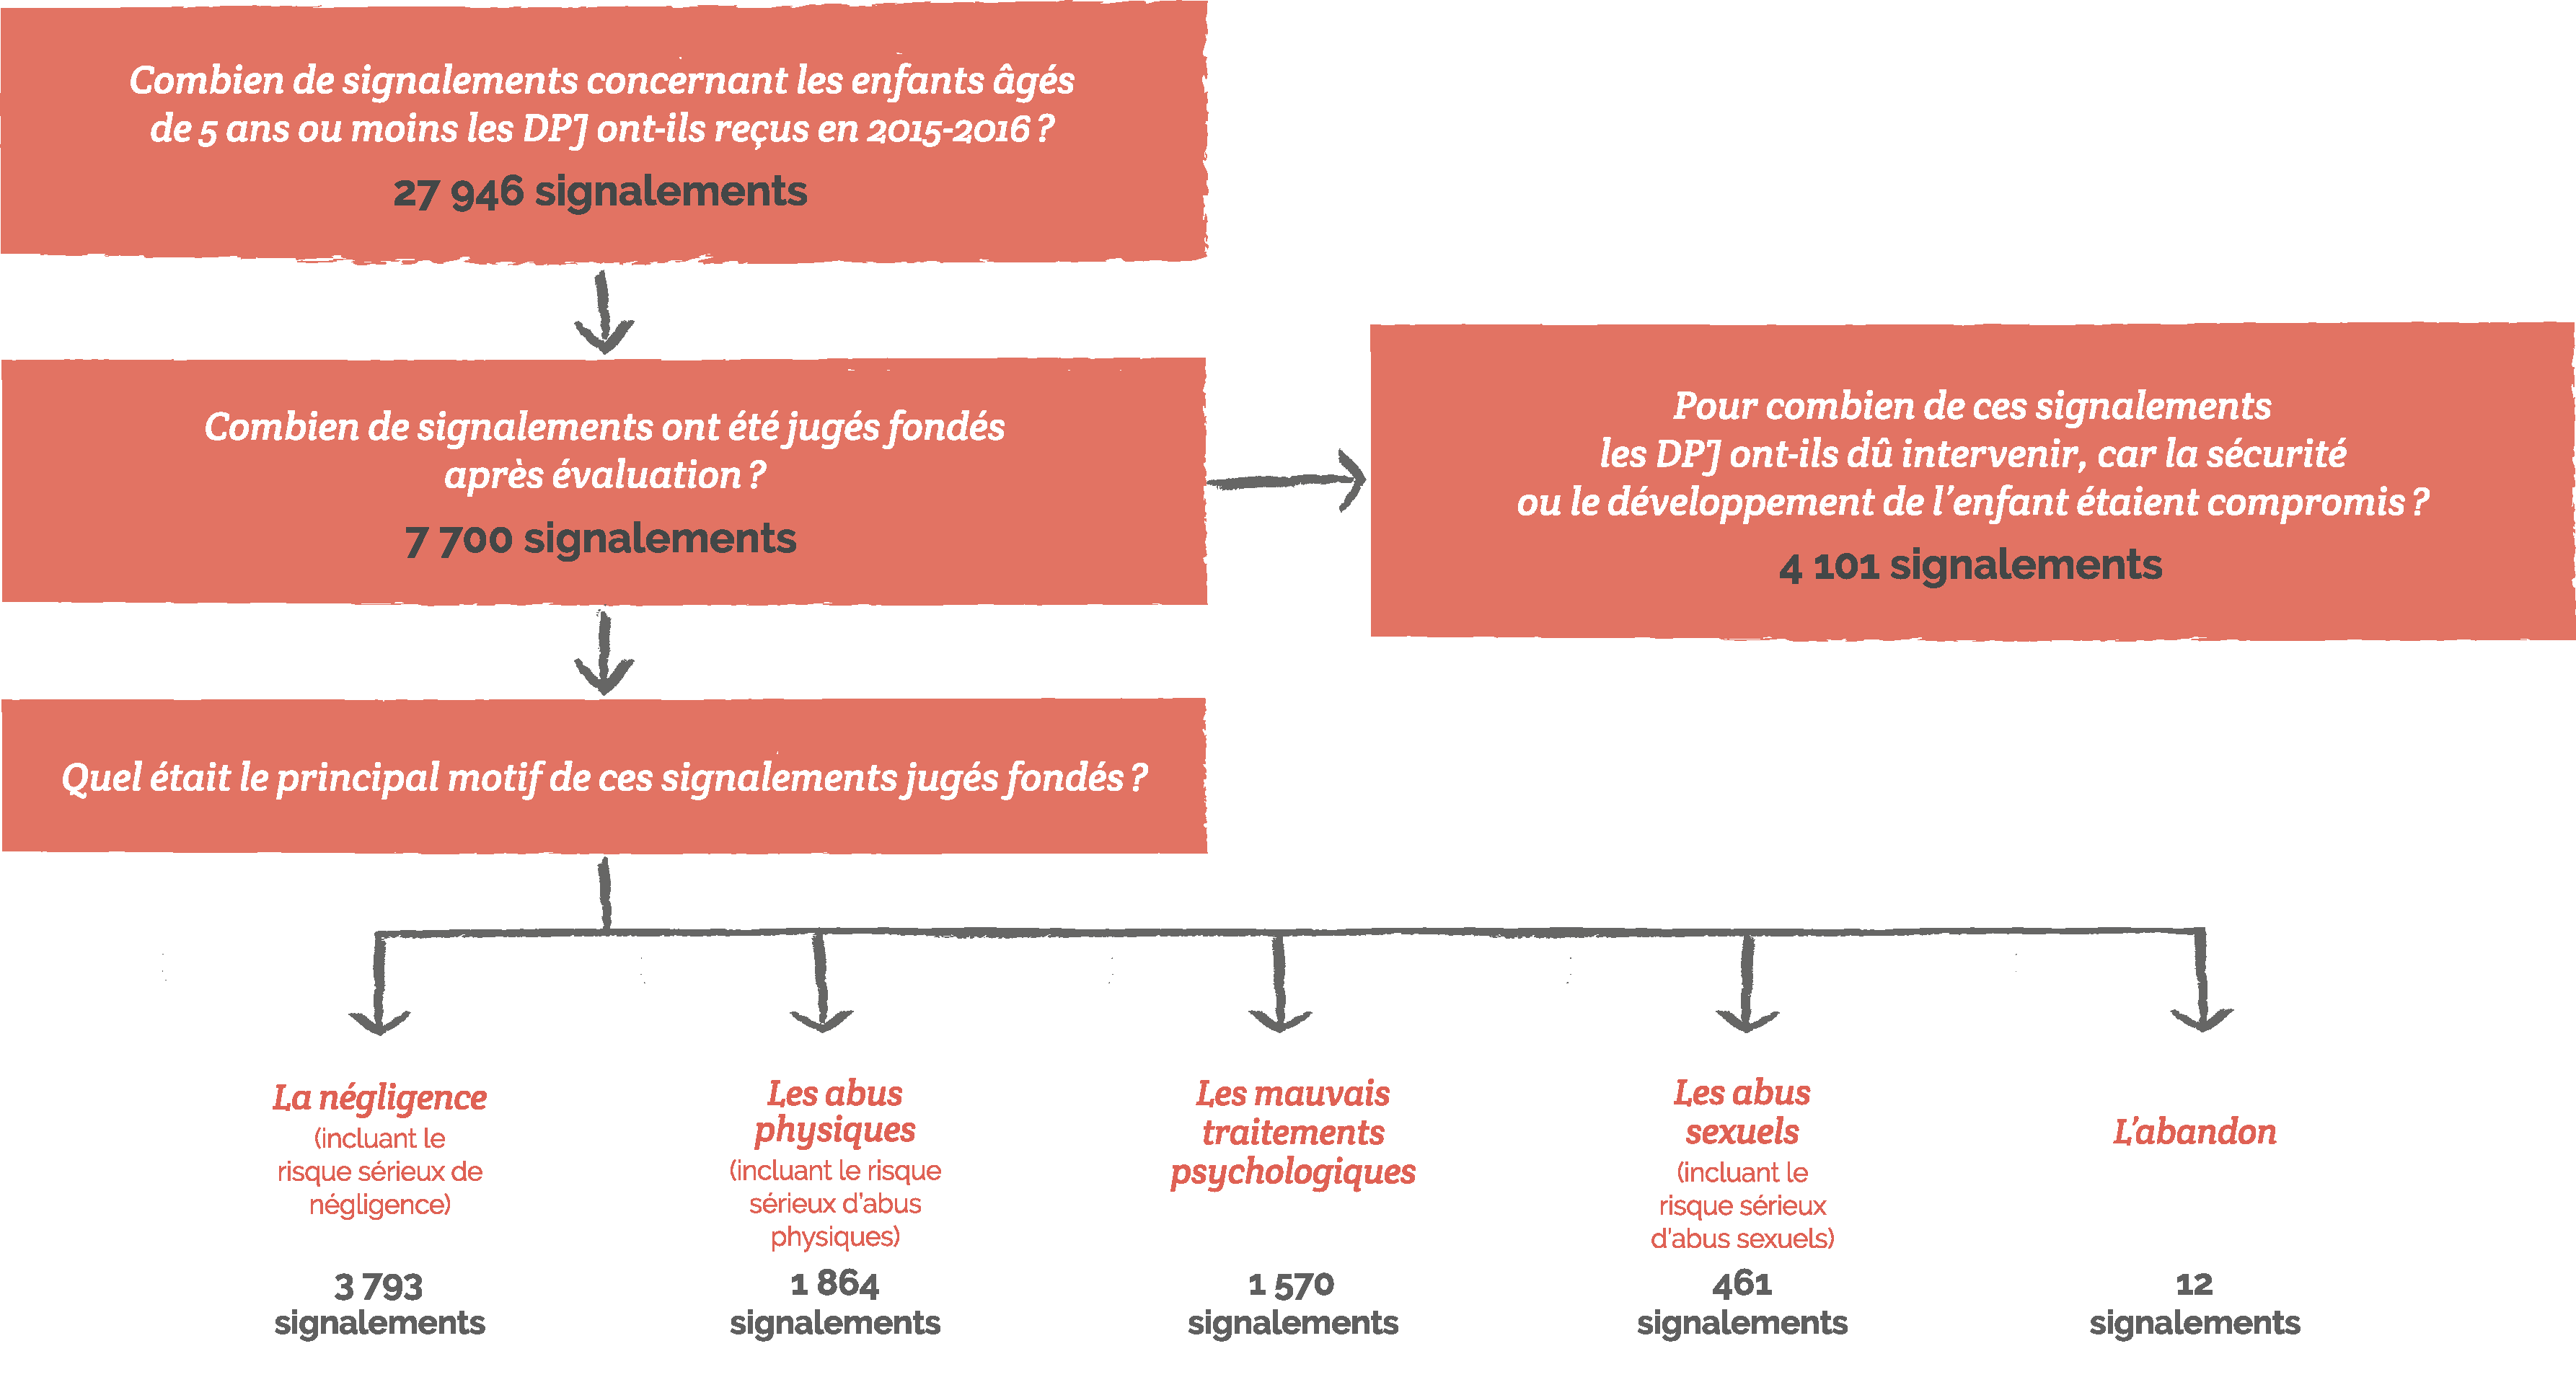 Combien de signalements concernant les enfants âgés
de 5 ans ou moins les DPJ ont-ils reçus en 2015-2016 ?
27 946 signalements
Combien de signalements ont été jugés fondés
après évaluation ?
7 700 signalements
Pour combien de ces signalements
les DPJ ont-ils dû intervenir, car la sécurité
ou le développement de l’enfant étaient compromis ?
4 101 signalements
Quel était le principal motif de ces signalements jugés fondés ?
La négligence
(incluant le
risque sérieux de
négligence)
3 793
signalements
Les abus
physiques
(incluant le risque
sérieux d’abus
physiques)
1 864
signalements
Les mauvais
traitements
psychologiques
1 570
signalements
Les abus
sexuels
(incluant le
risque sérieux
d’abus sexuels)
461
signalements
L’abandon
12
signalements